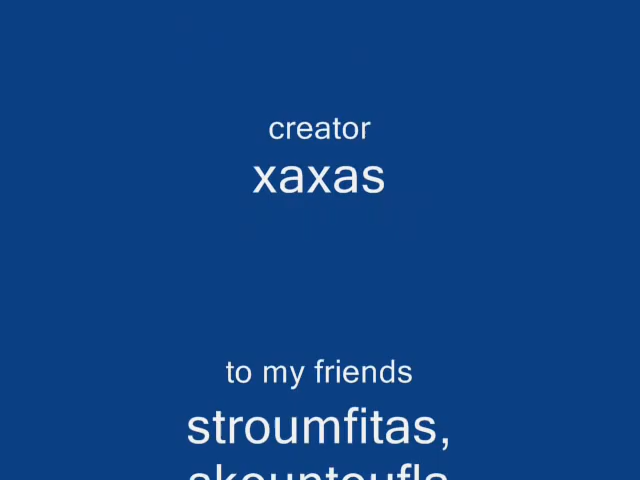 creator
xaxas
to my friends
stroumfitas,